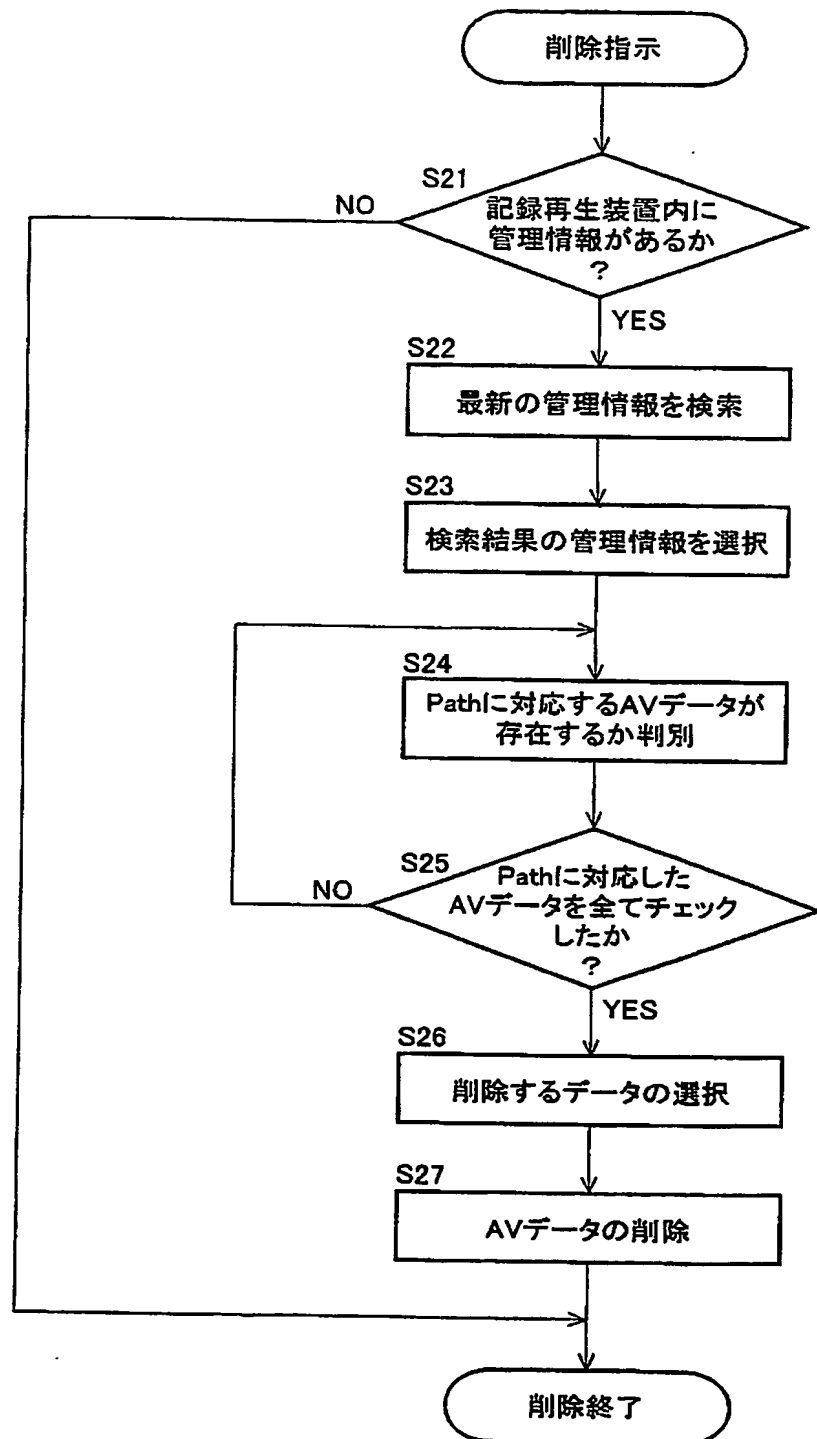 削除指示
S21
NO
記録再生装置内に
管理情報があるか
?
YES
S22
最新の管理情報を検索
S23
検索結果の管理情報を選択
S24
Pathに対応するAVデータが
存在するか判別
S25
NO
Pathに対応した
AVデータを全てチェック
したか
?
YES
S26
削除するデータの選択
S27
AVデータの削除
削除終了